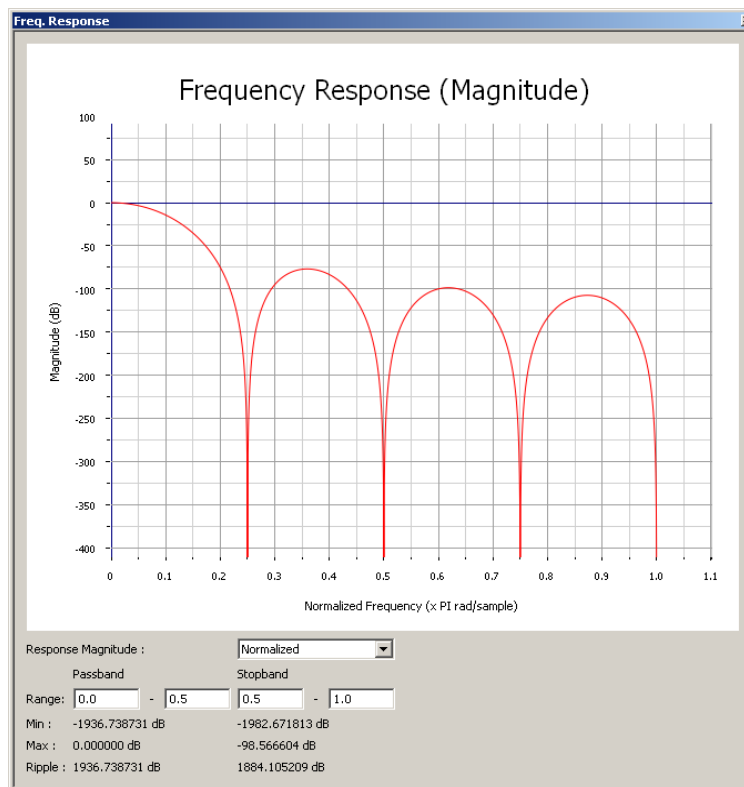 Freq. Response
Frequency Response (Magnitude)
100
50
0
-50
-100
-150
-200
-250
-300
-350
-400
Magnitude (dB)
0 0.1 0.2 0.3 0.4 0.5 0.6 0.7 0.8 0.9 1.0 1.1
Normalized Frequency (x PI rad/sample)
Response Magnitude : Normalized
Passband Stopband
Range: 0.0 - 0.5 0.5 - 1.0
Min : -1936.738731 dB -1982.671813 dB
Max : 0.000000 dB -98.566604 dB
Ripple : 1936.738731 dB 1884.105209 dB